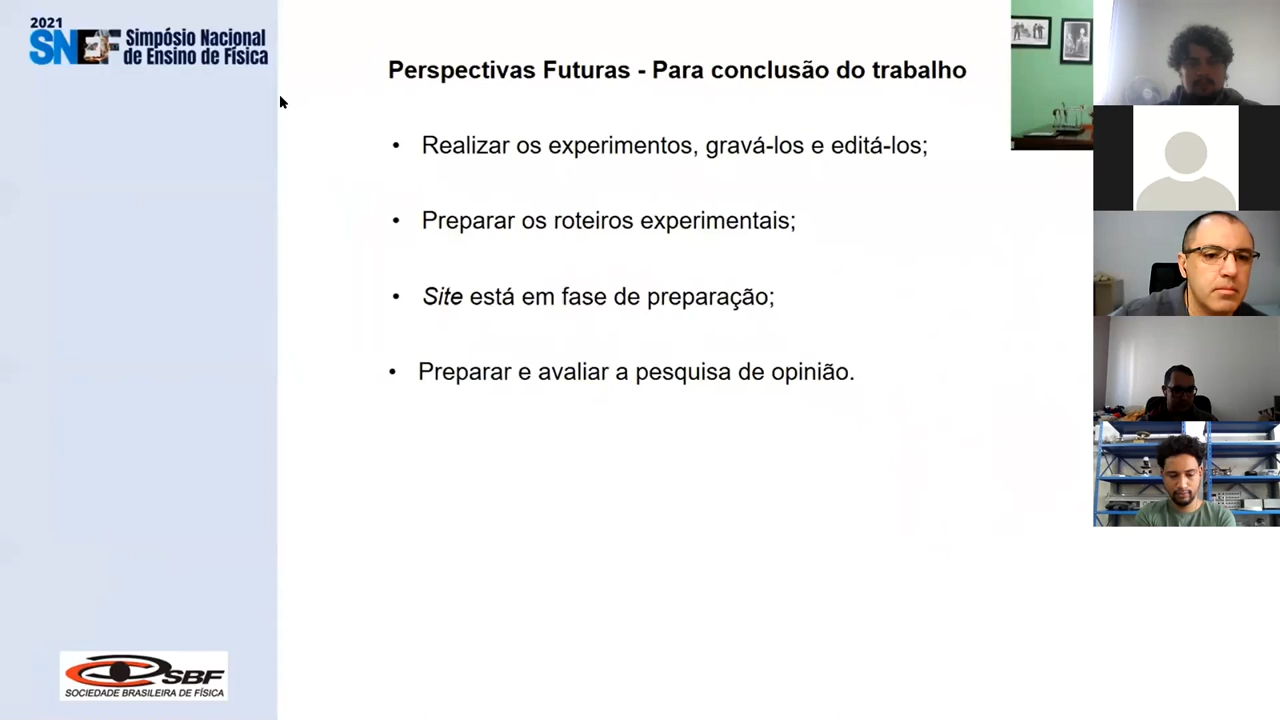 2021
SNEF Simpósio Nacional
de Ensino de Física
Perspectivas Futuras - Para conclusão do trabalho
• Realizar os experimentos, gravá-los e editá-los;
• Preparar os roteiros experimentais;
• Site está em fase de preparação;
• Preparar e avaliar a pesquisa de opinião.
SBF
SOCIEDADE BRASILEIRA DE FÍSICA